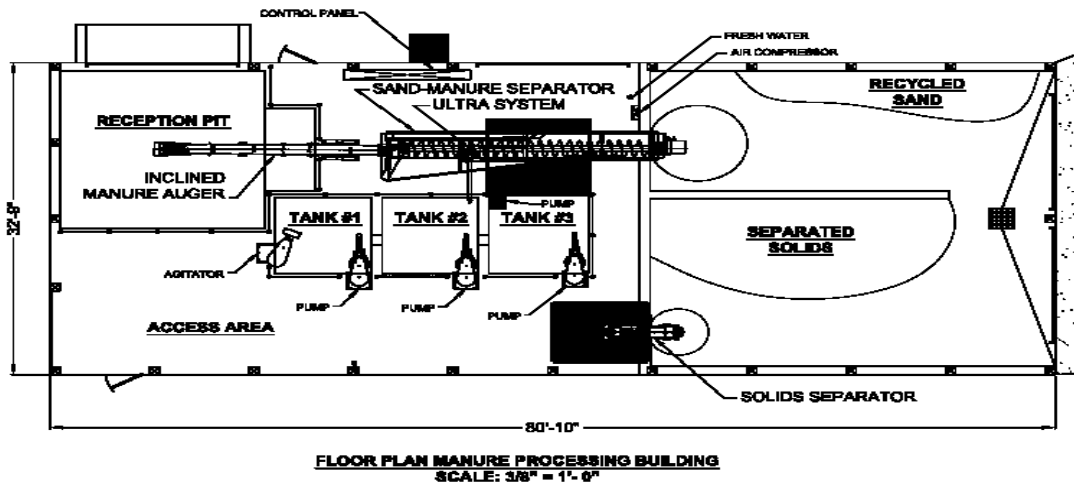 CONTROL PANEL
FRESH WATER
AIR COMPRESSOR
SAND-MANURE SEPARATOR
ULTRA SYSTEM
RECYCLED
SAND
RECEPTION PIT
INCLINED
MANURE AUGER
PUMP
TANK #1
TANK #2
TANK #3
SEPARATED
SOLIDS
32'-9"
AGITATOR
PUMP
PUMP
PUMP
ACCESS AREA
SOLIDS SEPARATOR
80'-10"
FLOOR PLAN MANURE PROCESSING BUILDING
SCALE: 3/8" = 1'- 0"